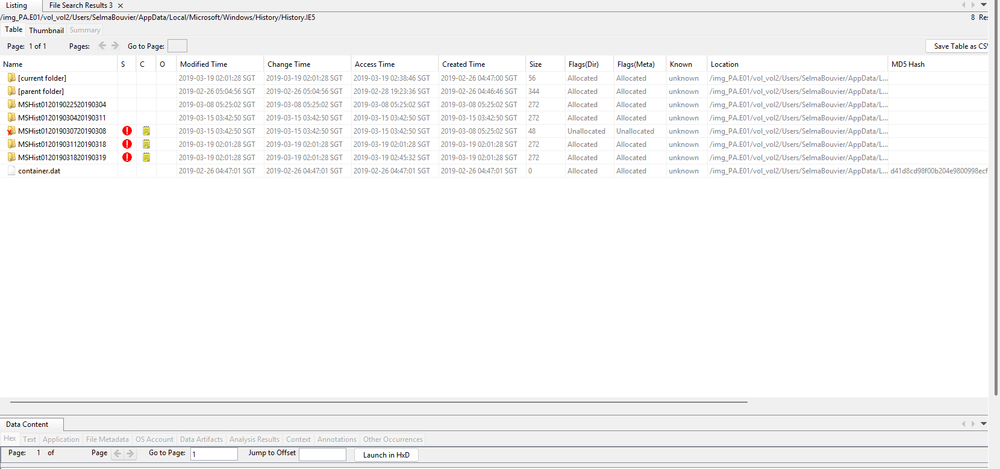 Listing File Search Results 3
/img_PA.E01/vol_vol2/Users/SelmaBouvier/AppData/Local/Microsoft/Windows/History/History.IE5 8 Res
Table Thumbnail Summary
Page: 1 of 1 Pages: Go to Page: Save Table as CSV
Name S C O Modified Time Change Time Access Time Created Time Size Flags(Dir) Flags(Meta) Known Location MD5 Hash
[current folder] 2019-03-19 02:01:28 SGT 2019-03-19 02:01:28 SGT 2019-03-19 02:38:46 SGT 2019-02-26 04:47:00 SGT 56 Allocated Allocated unknown /img_PA.E01/vol_vol2/Users/SelmaBouvier/AppData/L...
[parent folder] 2019-02-26 05:04:56 SGT 2019-02-26 05:04:56 SGT 2019-02-28 19:23:36 SGT 2019-02-26 04:46:46 SGT 344 Allocated Allocated unknown /img_PA.E01/vol_vol2/Users/SelmaBouvier/AppData/L...
MSHist012019022520190304 2019-03-08 05:25:02 SGT 2019-03-08 05:25:02 SGT 2019-03-08 05:25:02 SGT 2019-03-08 05:25:02 SGT 272 Allocated Allocated unknown /img_PA.E01/vol_vol2/Users/SelmaBouvier/AppData/L...
MSHist012019030420190311 2019-03-15 03:42:50 SGT 2019-03-15 03:42:50 SGT 2019-03-15 03:42:50 SGT 2019-03-15 03:42:50 SGT 272 Allocated Allocated unknown /img_PA.E01/vol_vol2/Users/SelmaBouvier/AppData/L...
MSHist012019030720190308 2019-03-15 03:42:50 SGT 2019-03-15 03:42:50 SGT 2019-03-15 03:42:50 SGT 2019-03-08 05:25:02 SGT 48 Unallocated Unallocated unknown /img_PA.E01/vol_vol2/Users/SelmaBouvier/AppData/L...
MSHist012019031120190318 2019-03-19 02:01:28 SGT 2019-03-19 02:01:28 SGT 2019-03-19 02:01:28 SGT 2019-03-19 02:01:28 SGT 272 Allocated Allocated unknown /img_PA.E01/vol_vol2/Users/SelmaBouvier/AppData/L...
MSHist012019031820190319 2019-03-19 02:01:28 SGT 2019-03-19 02:01:28 SGT 2019-03-19 02:45:32 SGT 2019-03-19 02:01:28 SGT 272 Allocated Allocated unknown /img_PA.E01/vol_vol2/Users/SelmaBouvier/AppData/L...
container.dat 2019-02-26 04:47:01 SGT 2019-02-26 04:47:01 SGT 2019-02-26 04:47:01 SGT 2019-02-26 04:47:01 SGT 0 Allocated Allocated unknown /img_PA.E01/vol_vol2/Users/SelmaBouvier/AppData/L... d41d8cd98f00b204e9800998ecf
Data Content
Hex Text Application File Metadata OS Account Data Artifacts Analysis Results Context Annotations Other Occurrences
Page: 1 of Page Go to Page: 1 Jump to Offset Launch in HxD